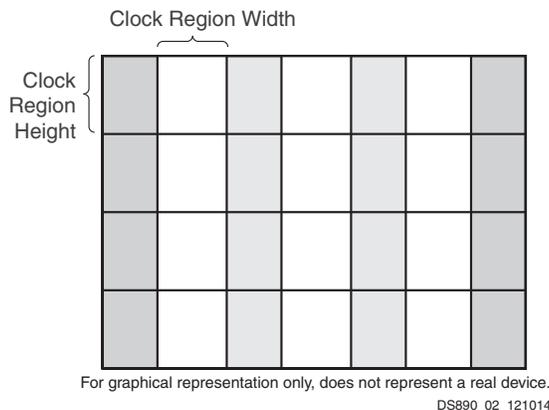 Clock Region Width
Clock
Region
Height
For graphical representation only, does not represent a real device.
DS890_02_121014